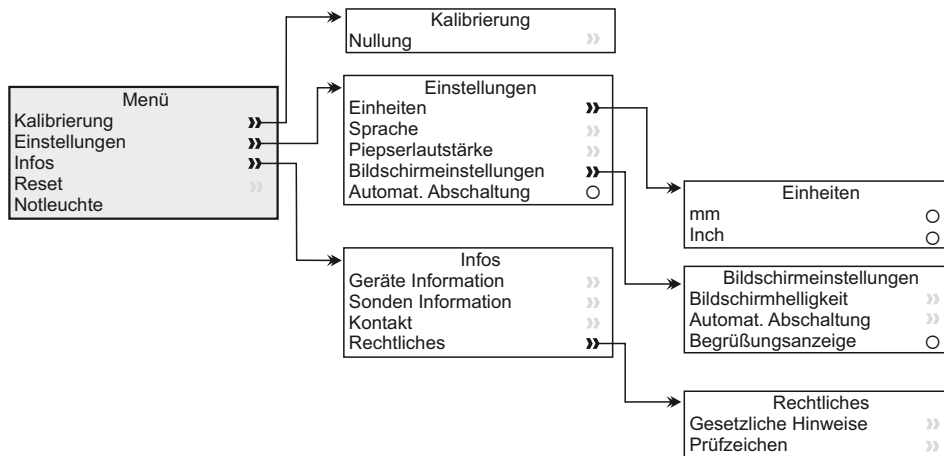 Menü
Kalibrierung
Einstellungen
Infos
Reset
Notleuchte
Kalibrierung
Nullung
Einstellungen
Einheiten
Sprache
Piepserlautstärke
Bildschirmeinstellungen
Automat. Abschaltung
Infos
Geräte Information
Sonden Information
Kontakt
Rechtliches
Einheiten
mm
Inch
Bildschirmeinstellungen
Bildschirmhelligkeit
Automat. Abschaltung
Begrüßungsanzeige
Rechtliches
Gesetzliche Hinweise
Prüfzeichen